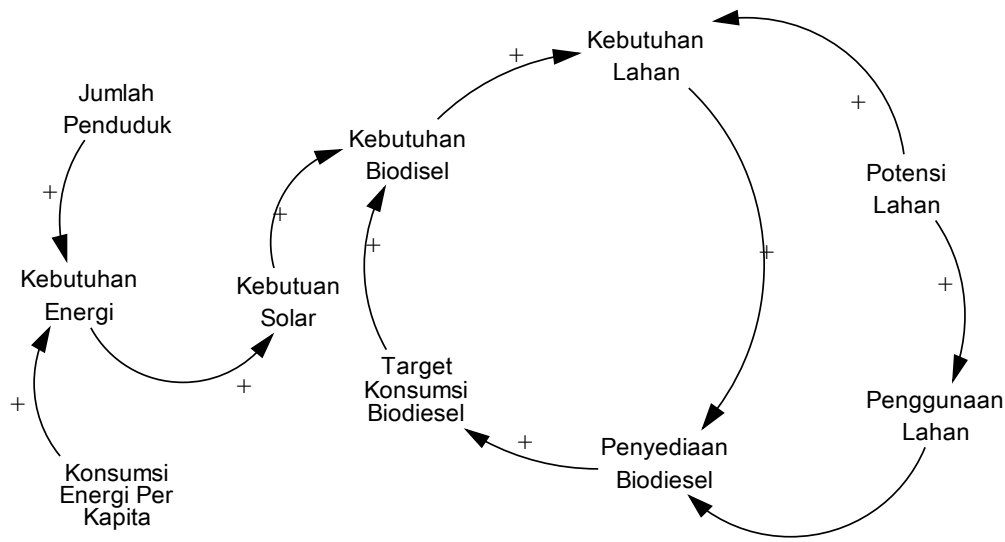 Jumlah
Penduduk
+
Kebutuhan
Energi
+
Konsumsi
Energi Per
Kapita
+
Kebutuan
Solar
+
Kebutuhan
Biodisel
+
Target
Konsumsi
Biodiesel
+
Kebutuhan
Lahan
+
+
Penyediaan
Biodiesel
+
Potensi
Lahan
+
Penggunaan
Lahan
+